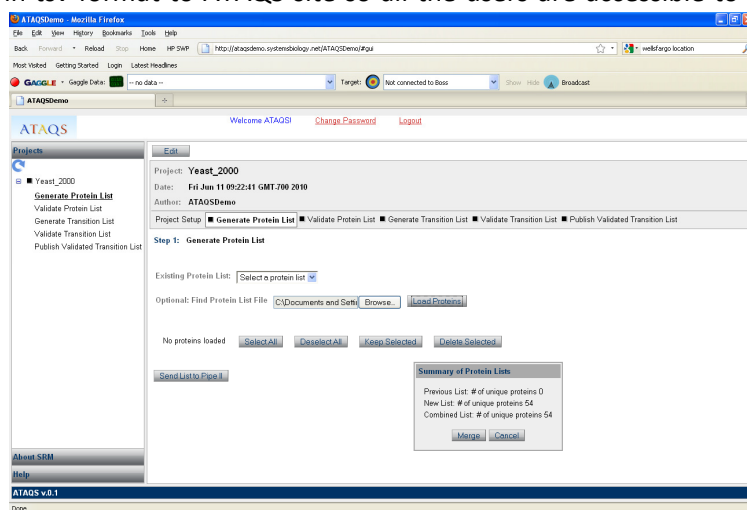 ATAQSDemo - Mozilla Firefox
File Edit View History Bookmarks Tools Help
Back Forward Reload Stop Home HP SWP http://ataqsdemo.systemsbiology.net/ATAQSDemo/#gui wellsfargo location
Most Visited Getting Started Login Latest Headlines
GAGGLE Gaggle Data: -- no data -- Target: Not connected to Boss Show Hide Broadcast
ATAQSDemo
ATAQS Welcome ATAQS! Change Password Logout
Projects Edit
Project: Yeast_2000
Yeast_2000
Date: Fri Jun 11 09:22:41 GMT-700 2010
Generate Protein List
Author: ATAQSDemo
Validate Protein List
Generate Transition List
Project Setup Generate Protein List Validate Protein List Generate Transition List Validate Transition List Publish Validated Transition List
Validate Transition List
Publish Validated Transition List
Step 1: Generate Protein List
Existing Protein List: Select a protein list
Optional: Find Protein List File C:\Documents and Setti Browse... Load Proteins
No proteins loaded Select All Deselect All Keep Selected Delete Selected
Send List to Pipe II
Summary of Protein Lists
Previous List: # of unique proteins 0
New List: # of unique proteins 54
Combined List: # of unique proteins 54
Merge Cancel
About SRM
Help
ATAQS v.0.1
Done